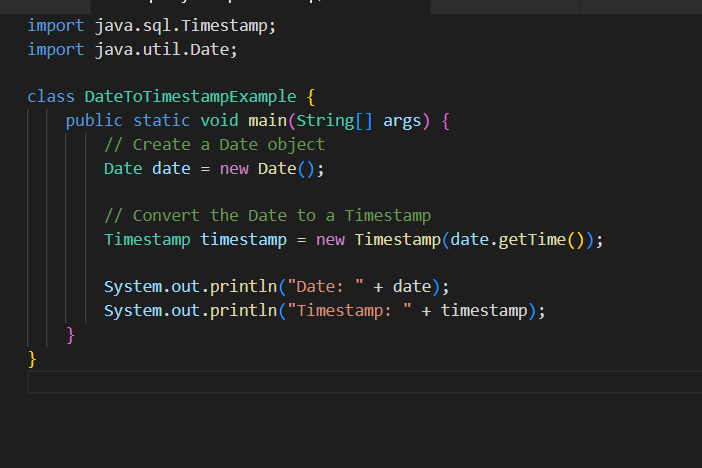 import java.sql.Timestamp;
import java.util.Date;

class DateToTimestampExample {
    public static void main(String[] args) {
        // Create a Date object
        Date date = new Date();

        // Convert the Date to a Timestamp
        Timestamp timestamp = new Timestamp(date.getTime());

        System.out.println("Date: " + date);
        System.out.println("Timestamp: " + timestamp);
    }
}